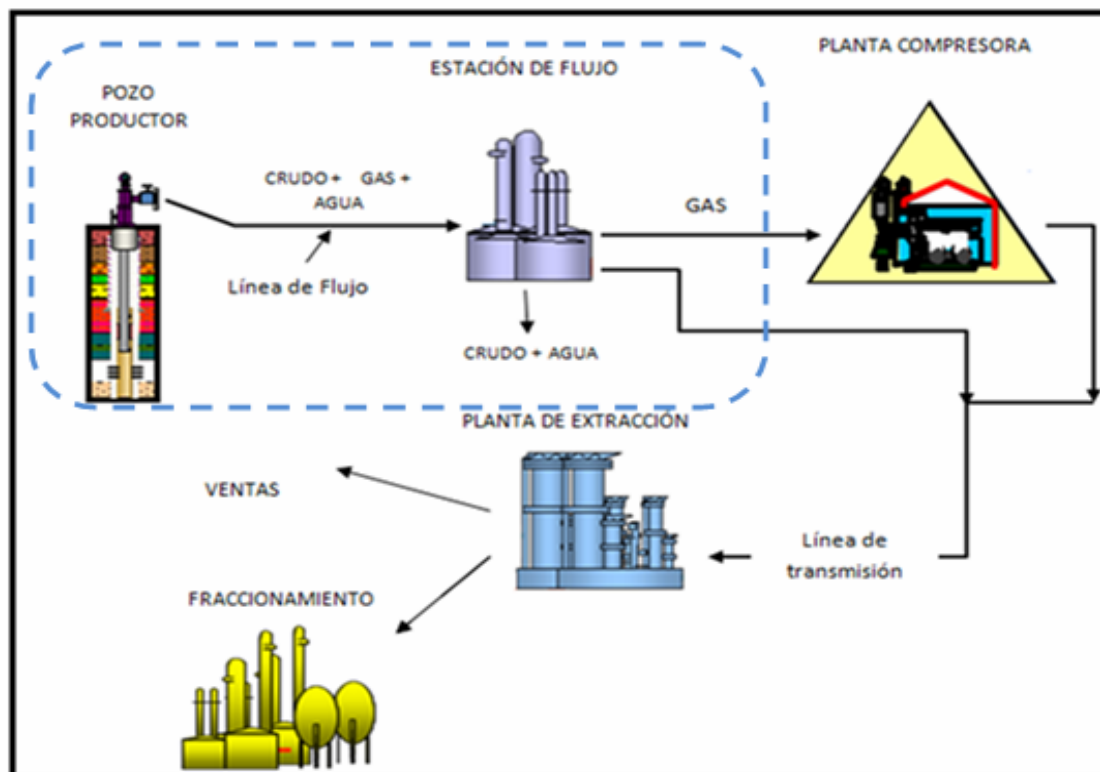 PLANTA COMPRESORA
ESTACIÓN DE FLUJO
POZO
PRODUCTOR
CRUDO + GAS +
AGUA
GAS
Línea de Flujo
CRUDO + AGUA
PLANTA DE EXTRACCIÓN
VENTAS
Línea de
transmisión
FRACCIONAMIENTO